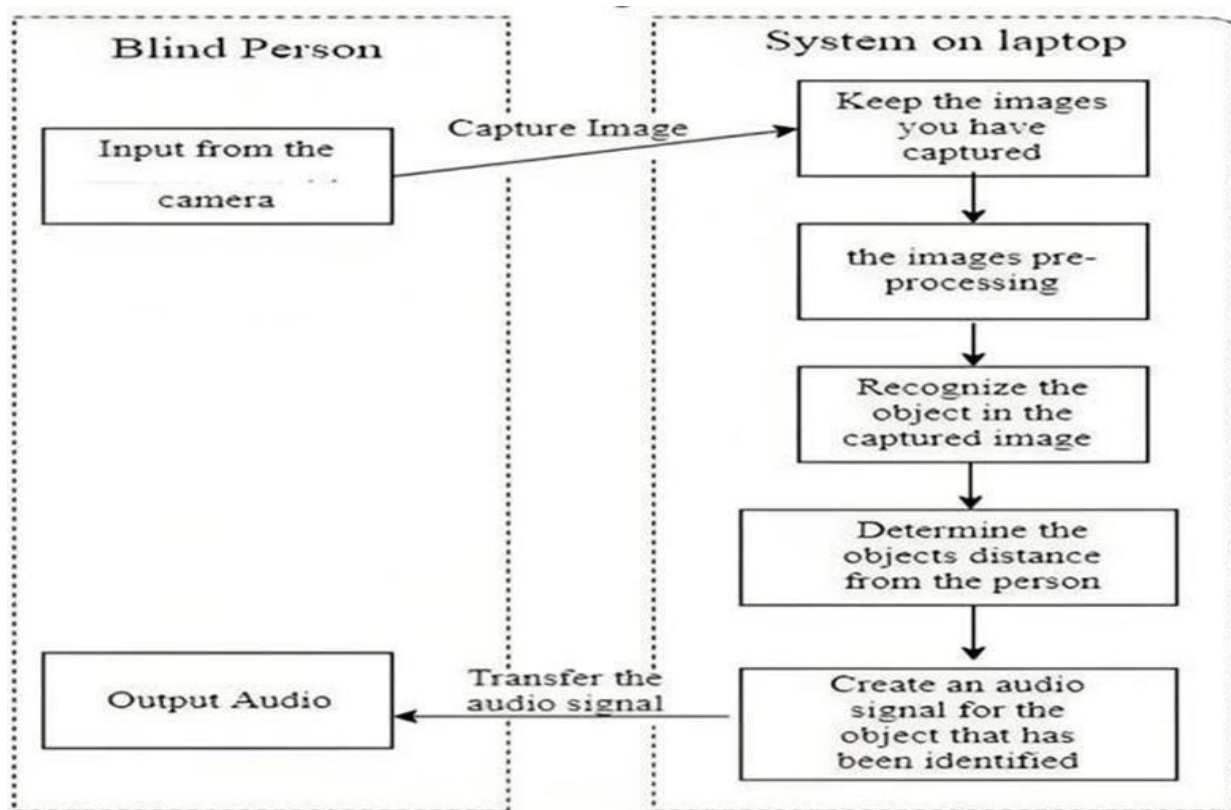 Blind Person
System on laptop
Input from the
camera
Capture Image
Keep the images
you have
captured
the images pre-
processing
Recognize the
object in the
captured image
Determine the
objects distance
from the person
Create an audio
signal for the
object that has
been identified
Transfer the
audio signal
Output Audio